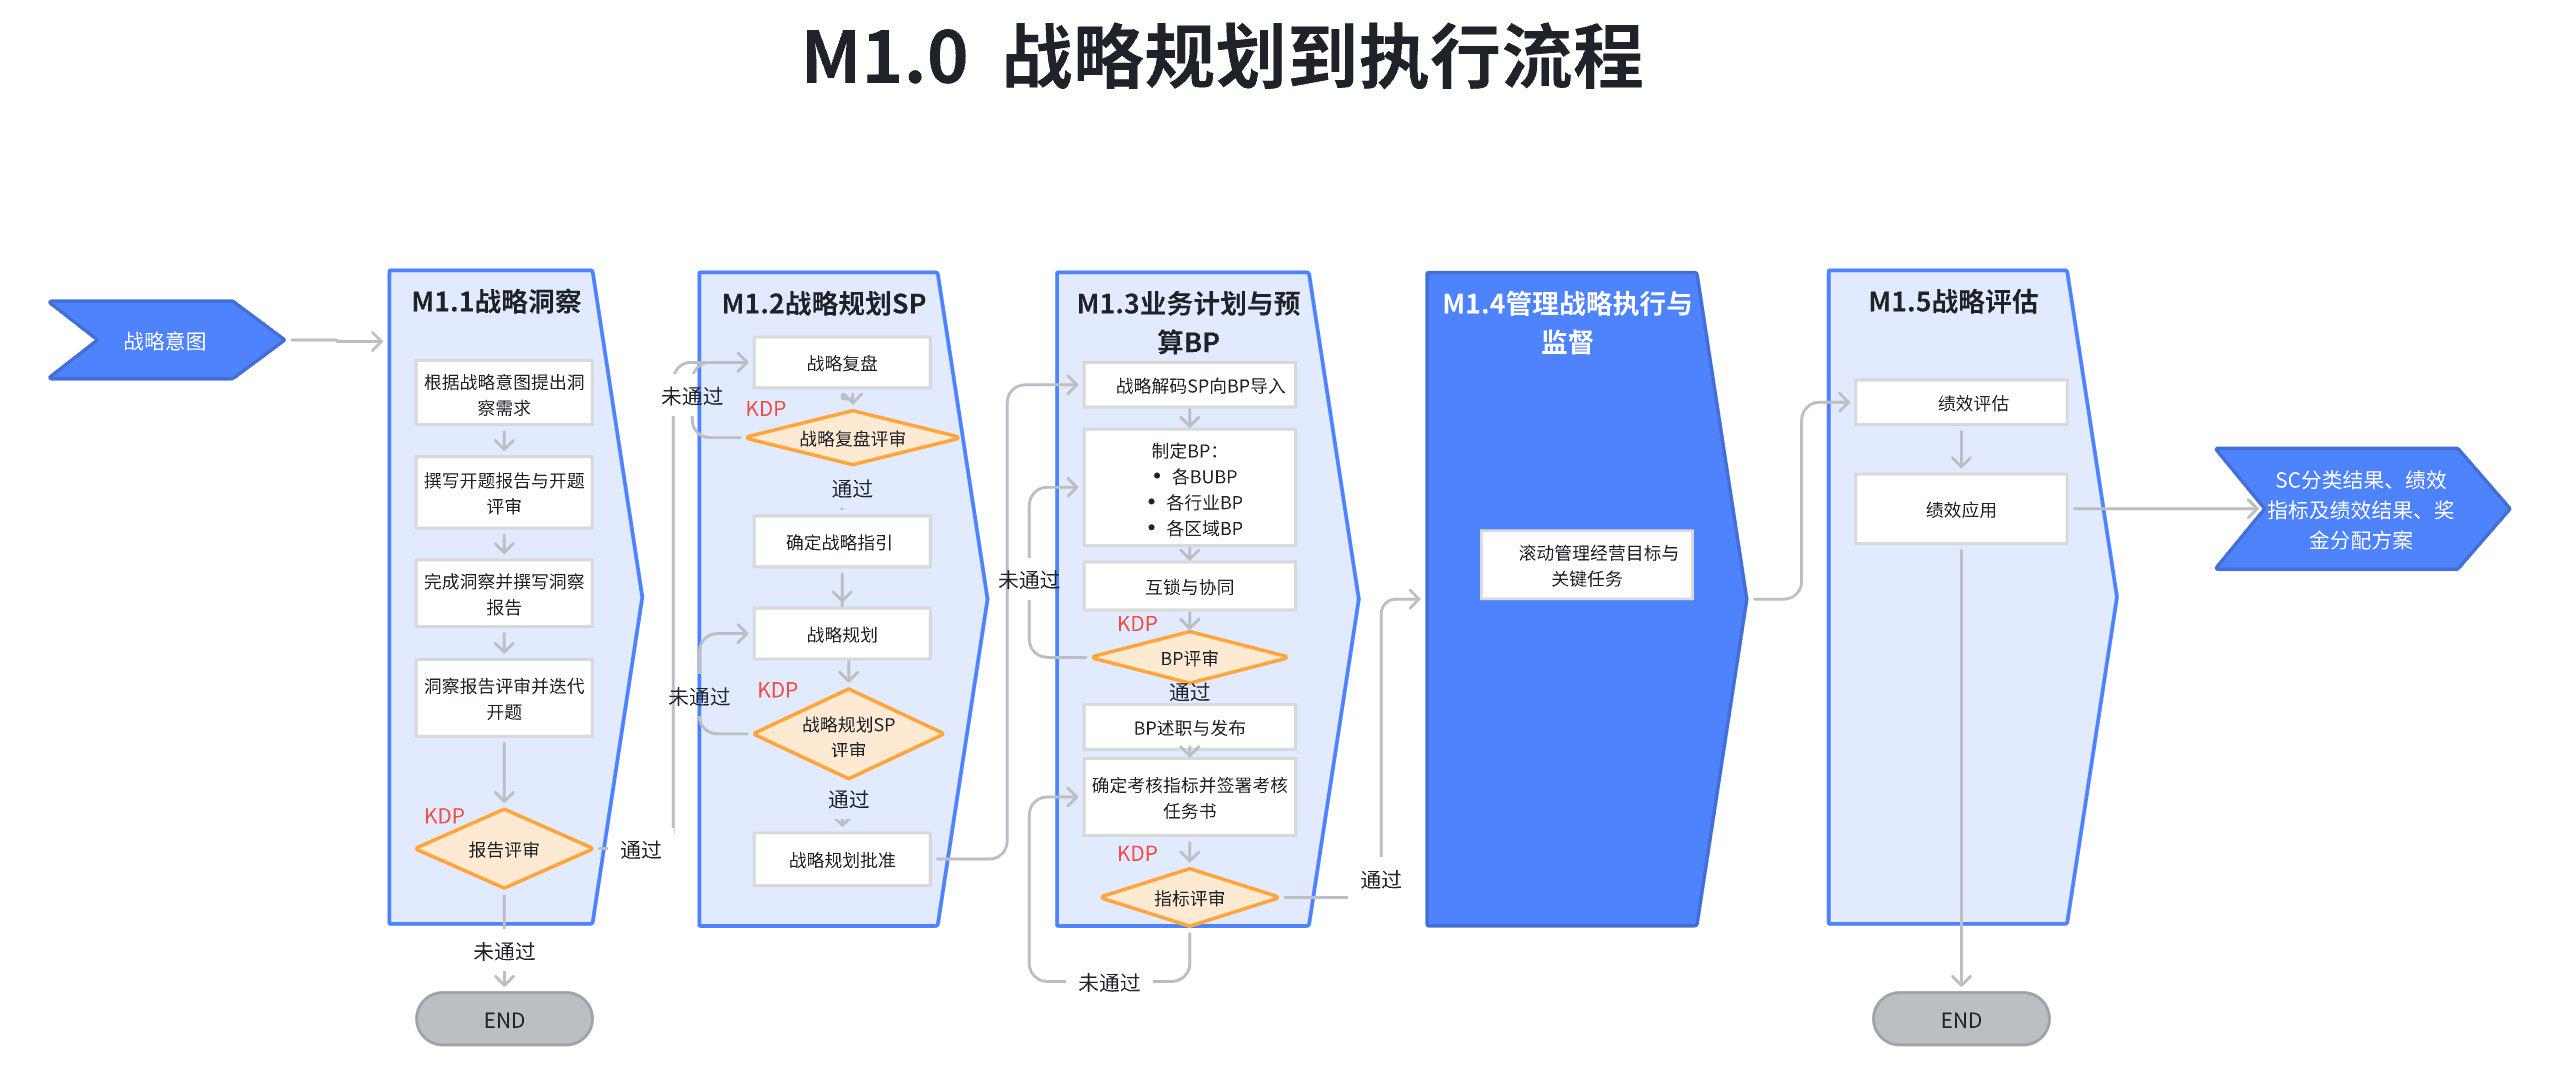 M1.0 战略规划到执行流程
战略意图
M1.1战略洞察
根据战略意图提出洞
察需求
撰写开题报告与开题
评审
完成洞察并撰写洞察
报告
洞察报告评审并迭代
开题
KDP
报告评审
通过
未通过
END
M1.2战略规划SP
战略复盘
未通过
KDP
战略复盘评审
通过
确定战略指引
战略规划
未通过
KDP
战略规划SP
评审
通过
战略规划批准
M1.3业务计划与预
算BP
战略解码SP向BP导入
制定BP：
• 各BUBP
• 各行业BP
• 各区域BP
未通过
互锁与协同
KDP
BP评审
通过
BP述职与发布
确定考核指标并签署考核
任务书
KDP
指标评审
通过
未通过
M1.4管理战略执行与
监督
滚动管理经营目标与
关键任务
M1.5战略评估
绩效评估
绩效应用
END
SC分类结果、绩效
指标及绩效结果、奖
金分配方案